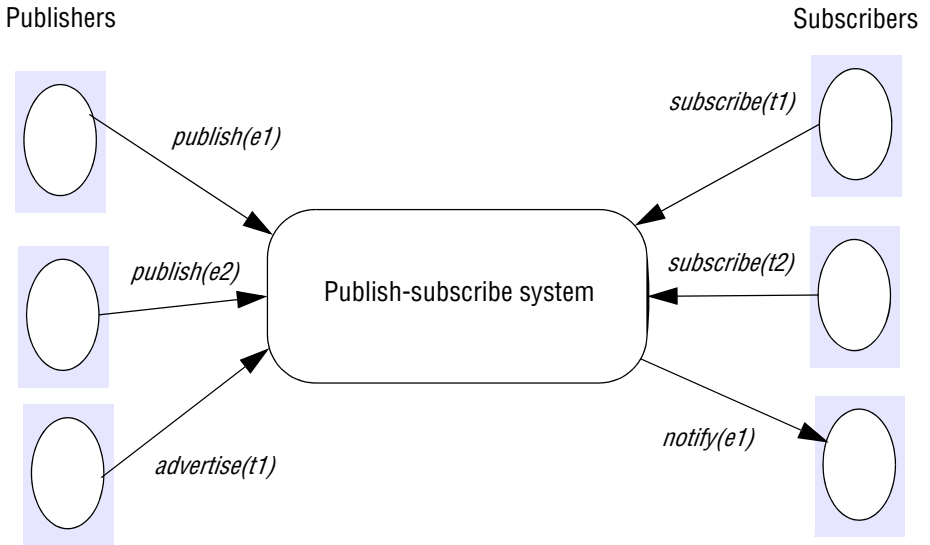 Publishers
Subscribers
publish(e1)
subscribe(t1)
publish(e2)
subscribe(t2)
Publish-subscribe system
advertise(t1)
notify(e1)